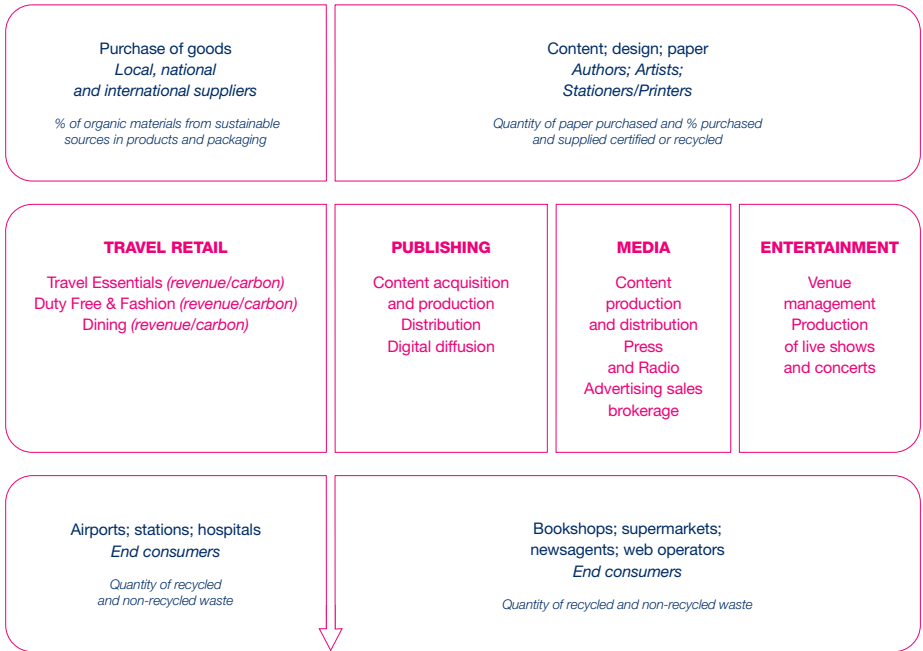 Purchase of goods
Local, national
and international suppliers
% of organic materials from sustainable
sources in products and packaging
Content; design; paper
Authors; Artists;
Stationers/Printers
Quantity of paper purchased and % purchased
and supplied certified or recycled
TRAVEL RETAIL
Travel Essentials (revenue/carbon)
Duty Free & Fashion (revenue/carbon)
Dining (revenue/carbon)
PUBLISHING
Content acquisition
and production
Distribution
Digital diffusion
MEDIA
Content
production
and distribution
Press
and Radio
Advertising sales
brokerage
ENTERTAINMENT
Venue
management
Production
of live shows
and concerts
Airports; stations; hospitals
End consumers
Quantity of recycled
and non-recycled waste
Bookshops; supermarkets;
newsagents; web operators
End consumers
Quantity of recycled and non-recycled waste